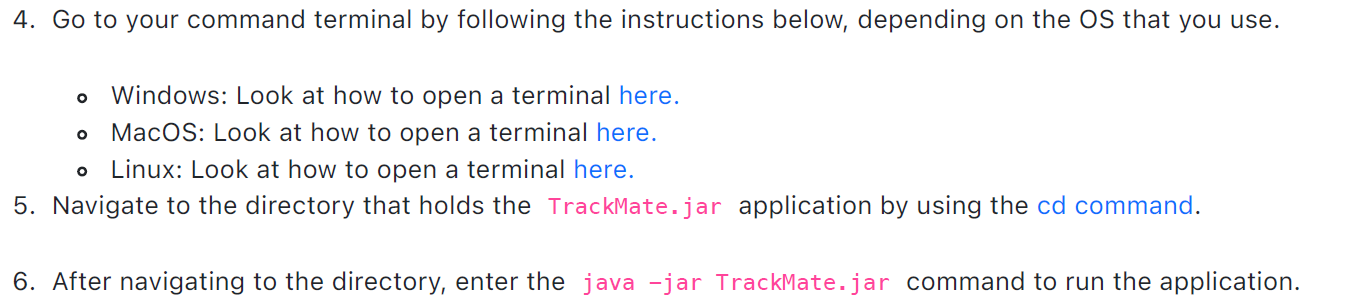 4. Go to your command terminal by following the instructions below, depending on the OS that you use.
Windows: Look at how to open a terminal here.
MacOS: Look at how to open a terminal here.
Linux: Look at how to open a terminal here.
5. Navigate to the directory that holds the TrackMate.jar application by using the cd command.
6. After navigating to the directory, enter the java -jar TrackMate.jar command to run the application.